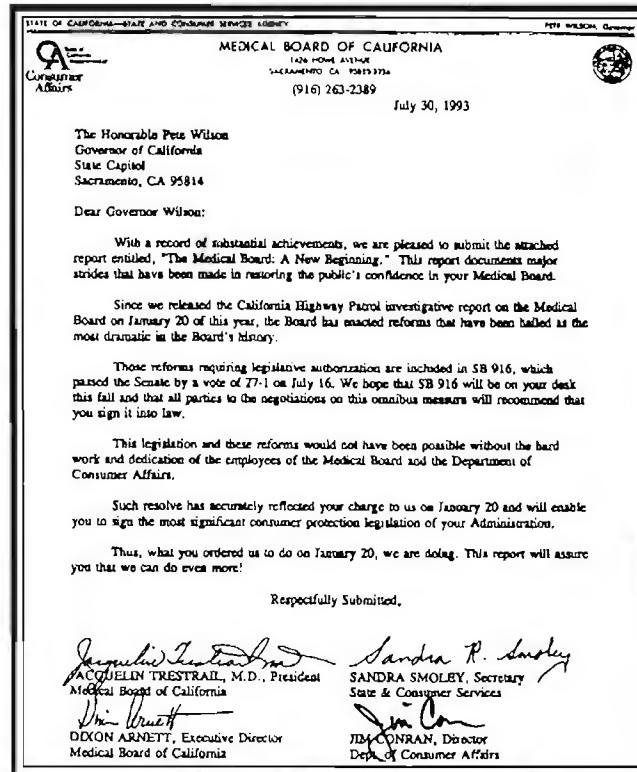 STATE OF CALIFORNIA—STATE AND CONSUMER SERVICES AGENCY
PETE WILSON, Governor
State of
California
Consumer
Affairs
MEDICAL BOARD OF CALIFORNIA
1426 HOWE AVENUE
SACRAMENTO CA
(916) 263-2389
July 30, 1993
The Honorable Pete Wilson
Governor of California
State Capitol
Sacramento, CA 95814
Dear Governor Wilson:
With a record of substantial achievements, we are pleased to submit the attached
report entitled, "The Medical Board: A New Beginning." This report documents major
strides that have been made in restoring the public's confidence in your Medical Board.
Since we released the California Highway Patrol investigative report on the Medical
Board on January 20 of this year, the Board has enacted reforms that have been hailed as the
most dramatic in the Board's history.
Those reforms requiring legislative authorization are included in SB 916, which
passed the Senate by a vote of 27-1 on July 16. We hope that SB 916 will be on your desk
this fall and that all parties to the negotiations on this omnibus measure will recommend that
you sign it into law.
This legislation and these reforms would not have been possible without the hard
work and dedication of the employees of the Medical Board and the Department of
Consumer Affairs.
Such resolve has accurately reflected your charge to us on January 20 and will enable
you to sign the most significant consumer protection legislation of your Administration.
Thus, what you ordered us to do on January 20, we are doing. This report will assure
you that we can do even more!
Respectfully Submitted,
Jacquelin Trestrail MD
Sandra R. Smoley
JACQUELIN TRESTRAIL, M.D., President
SANDRA SMOLEY, Secretary
Medical Board of California
State & Consumer Services
Dixon Arnett
Jim Conran
DIXON ARNETT, Executive Director
JIM CONRAN, Director
Medical Board of California
Dept. of Consumer Affairs